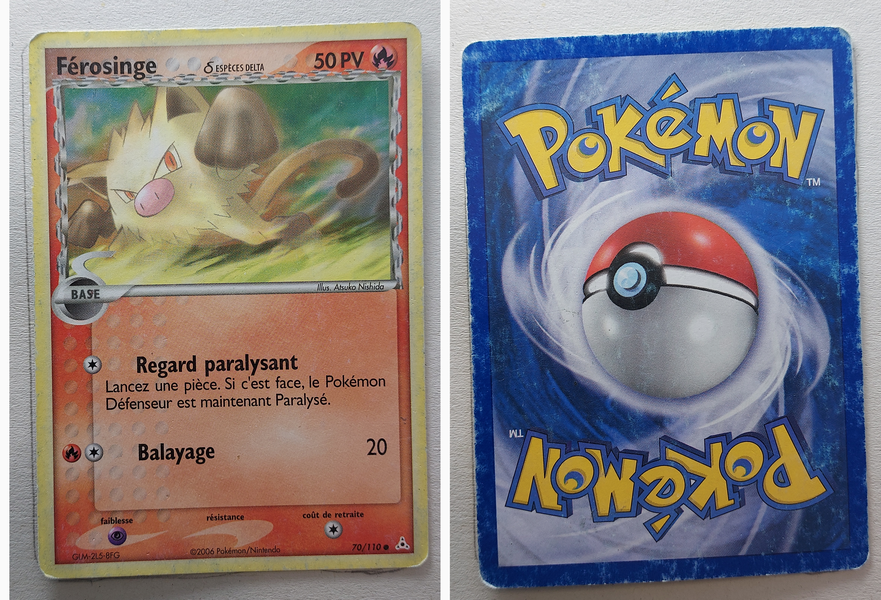 Férosinge δ ESPÈCES DELTA 50 PV
Illus. Atsuko Nishida
BASE
Regard paralysant
Lancez une pièce. Si c'est face, le Pokémon
Défenseur est maintenant Paralysé.
Balayage 20
faiblesse résistance coût de retraite
GLM-2L5-8FG ©2006 Pokémon/Nintendo 70/110
POKéMON
TM
TM
POKéMON